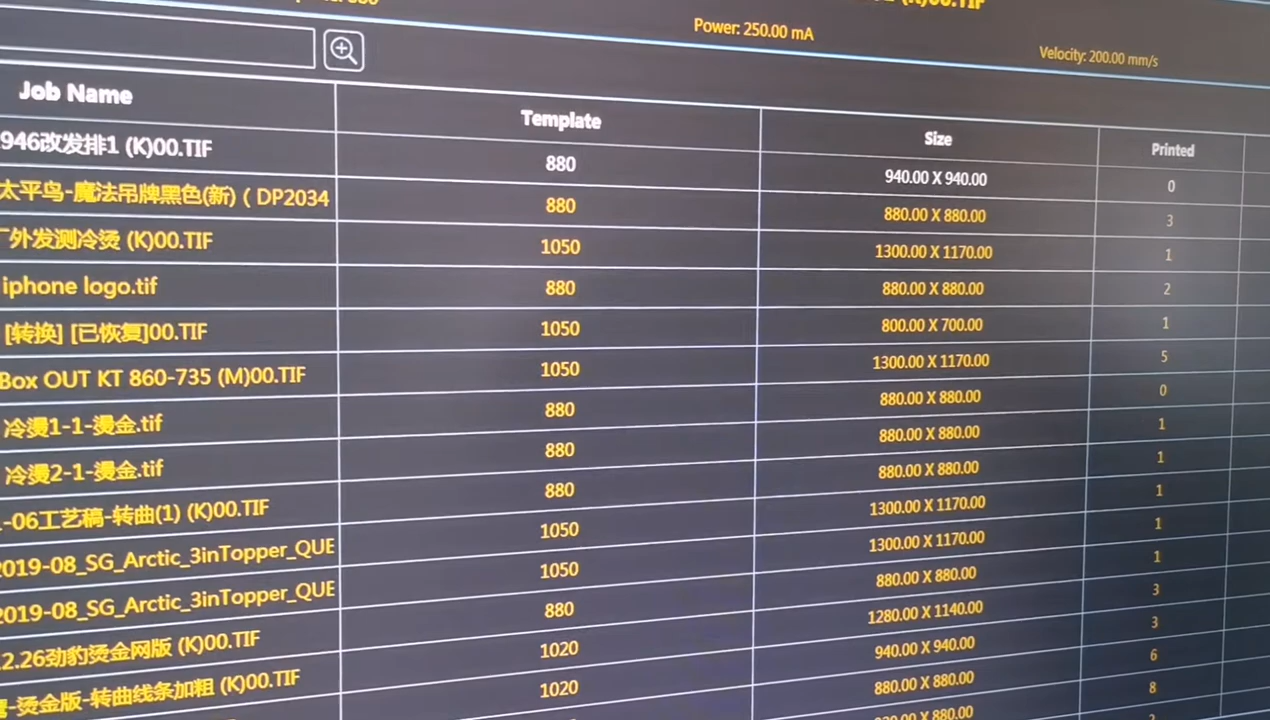 Power: 250.00 mA
Velocity: 200.00 mm/s
Job Name Template Size Printed
946改发排1 (K)00.TIF 880 940.00 X 940.00 0
太平鸟-魔法吊牌黑色(新) ( DP2034 880 880.00 X 880.00 3
外发测冷烫 (K)00.TIF 1050 1300.00 X 1170.00 1
iphone logo.tif 880 880.00 X 880.00 2
[转换] [已恢复]00.TIF 1050 800.00 X 700.00 1
Box OUT KT 860-735 (M)00.TIF 1050 1300.00 X 1170.00 5
冷燙1-1-燙金.tif 880 880.00 X 880.00 0
冷燙2-1-燙金.tif 880 880.00 X 880.00 1
-06工艺稿-转曲(1) (K)00.TIF 880 880.00 X 880.00 1
2019-08_SG_Arctic_3inTopper_QUE 1050 1300.00 X 1170.00 1
2019-08_SG_Arctic_3inTopper_QUE 1050 1300.00 X 1170.00 1
2.26劲豹烫金网版 (K)00.TIF 880 880.00 X 880.00 1
-烫金版-转曲线条加粗 (K)00.TIF 1020 1280.00 X 1140.00 3
1020 940.00 X 940.00 3
880.00 X 880.00 6
X 880.00 8